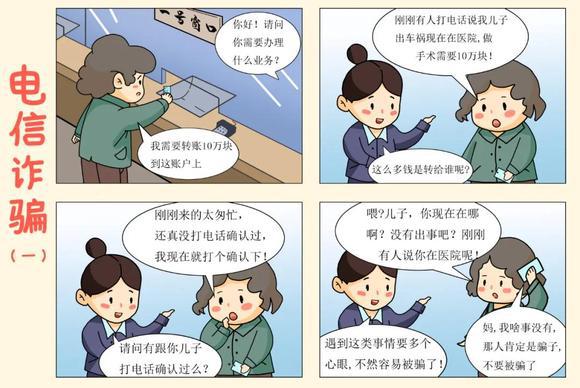 电信诈骗
(一)
一号窗口
你好！请问
你需要办理
什么业务？
我需要转账10万块
到这账户上
刚刚有人打电话说我儿子
出车祸现在在医院,做
手术需要10万块！
这么多钱是转给谁呢?
刚刚来的太匆忙，
还真没打电话确认过，
我现在就打个确认下！
请问有跟你儿子
打电话确认过么？
喂?儿子，你现在在哪
啊？没有出事吧？刚刚
有人说你在医院呢！
妈,我啥事没有,
那人肯定是骗子,
不要被骗了
遇到这类事情要多个
心眼,不然容易被骗了！